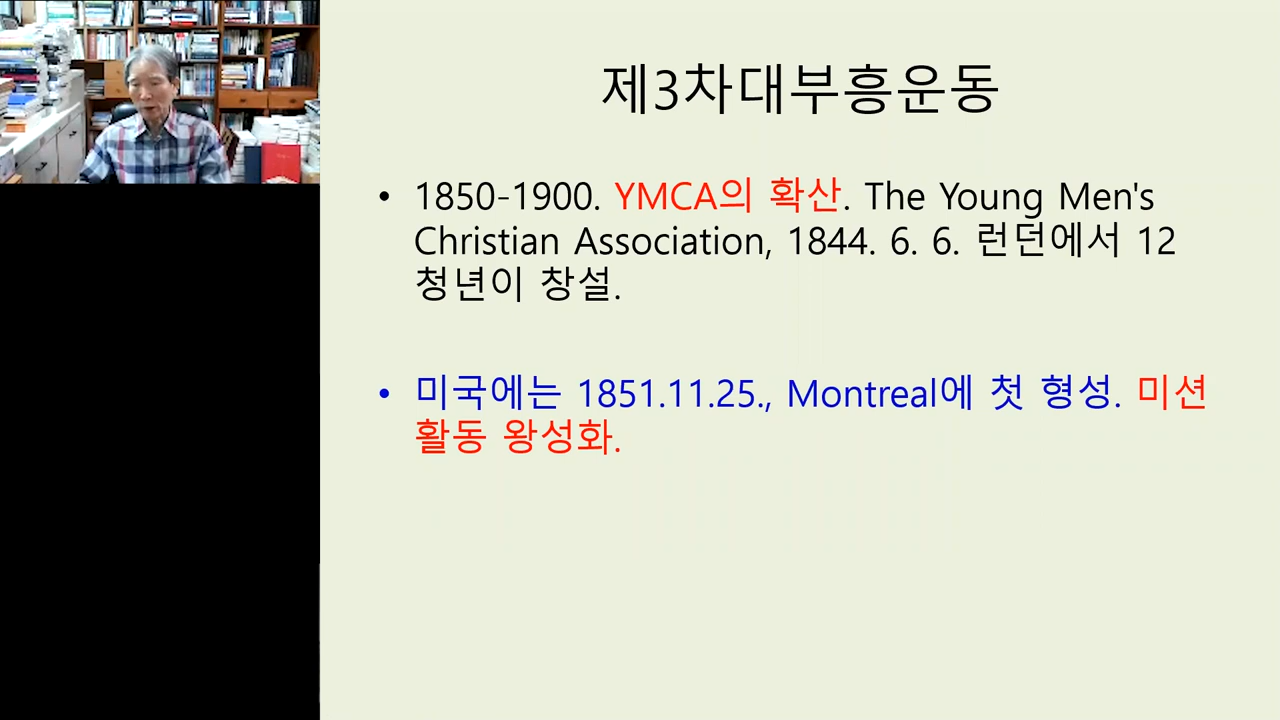 제3차대부흥운동
• 1850-1900. YMCA의 확산. The Young Men's
Christian Association, 1844. 6. 6. 런던에서 12
청년이 창설.
• 미국에는 1851.11.25., Montreal에 첫 형성. 미션
활동 왕성화.